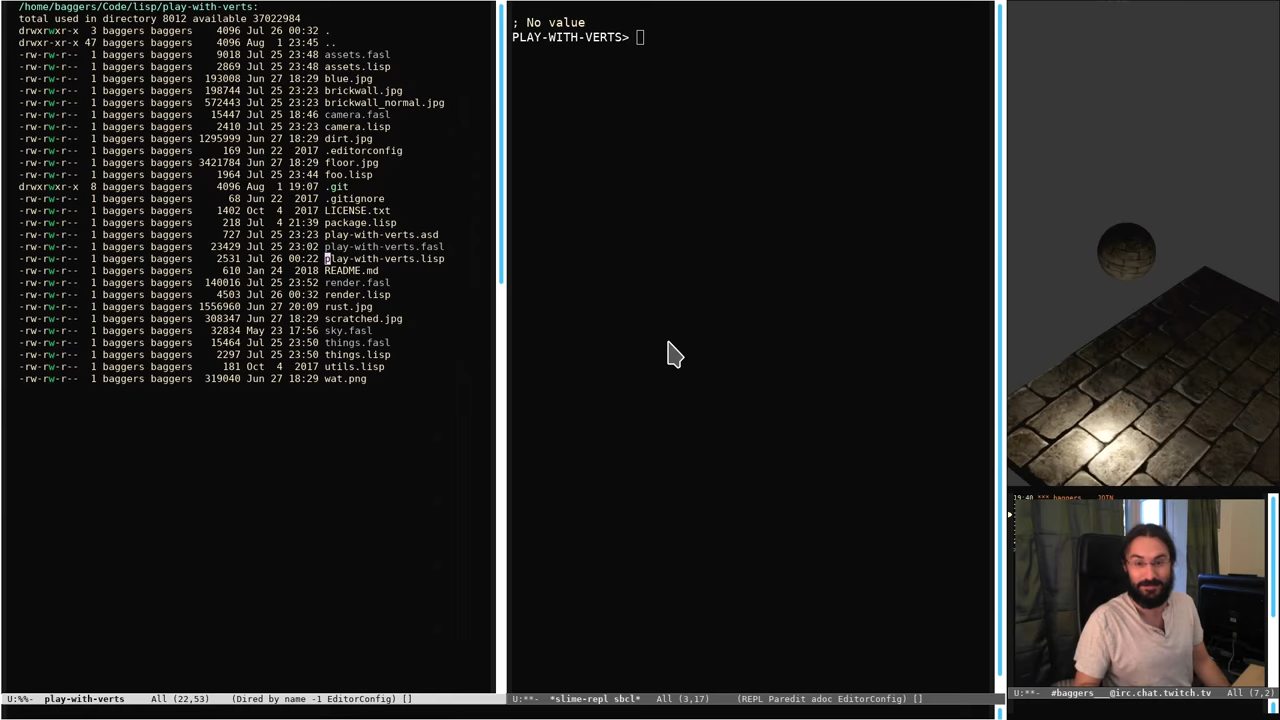 /home/baggers/Code/lisp/play-with-verts:
total used in directory 8012 available 37022984
drwxrwxr-x  3 baggers baggers    4096 Jul 26 00:32 .
drwxr-xr-x 47 baggers baggers    4096 Aug  1 23:45 ..
-rw-rw-r--  1 baggers baggers    9018 Jul 25 23:48 assets.fasl
-rw-rw-r--  1 baggers baggers    2869 Jul 25 23:48 assets.lisp
-rw-rw-r--  1 baggers baggers  193008 Jun 27 18:29 blue.jpg
-rw-rw-r--  1 baggers baggers  198744 Jul 25 23:23 brickwall.jpg
-rw-rw-r--  1 baggers baggers  572443 Jul 25 23:23 brickwall_normal.jpg
-rw-rw-r--  1 baggers baggers   15447 Jul 25 18:46 camera.fasl
-rw-rw-r--  1 baggers baggers    2410 Jul 25 23:23 camera.lisp
-rw-rw-r--  1 baggers baggers 1295999 Jun 27 18:29 dirt.jpg
-rw-rw-r--  1 baggers baggers     169 Jun 22  2017 .editorconfig
-rw-rw-r--  1 baggers baggers 3421784 Jun 27 18:29 floor.jpg
-rw-rw-r--  1 baggers baggers    1964 Jul 25 23:44 foo.lisp
drwxrwxr-x  8 baggers baggers    4096 Aug  1 19:07 .git
-rw-rw-r--  1 baggers baggers      68 Jun 22  2017 .gitignore
-rw-rw-r--  1 baggers baggers    1402 Oct  4  2017 LICENSE.txt
-rw-rw-r--  1 baggers baggers     218 Jul  4 21:39 package.lisp
-rw-rw-r--  1 baggers baggers     727 Jul 25 23:23 play-with-verts.asd
-rw-rw-r--  1 baggers baggers   23429 Jul 25 23:02 play-with-verts.fasl
-rw-rw-r--  1 baggers baggers    2531 Jul 26 00:22 play-with-verts.lisp
-rw-rw-r--  1 baggers baggers     610 Jan 24  2018 README.md
-rw-rw-r--  1 baggers baggers  140016 Jul 25 23:52 render.fasl
-rw-rw-r--  1 baggers baggers    4503 Jul 26 00:32 render.lisp
-rw-rw-r--  1 baggers baggers 1556960 Jun 27 20:09 rust.jpg
-rw-rw-r--  1 baggers baggers  308347 Jun 27 18:29 scratched.jpg
-rw-rw-r--  1 baggers baggers   32834 May 23 17:56 sky.fasl
-rw-rw-r--  1 baggers baggers   15464 Jul 25 23:50 things.fasl
-rw-rw-r--  1 baggers baggers    2297 Jul 25 23:50 things.lisp
-rw-rw-r--  1 baggers baggers     181 Oct  4  2017 utils.lisp
-rw-rw-r--  1 baggers baggers  319040 Jun 27 18:29 wat.png
U:%%-  play-with-verts    All (22,53)    (Dired by name -1 EditorConfig) []
; No value
PLAY-WITH-VERTS>
U:**-  *slime-repl sbcl*   All (3,17)    (REPL Paredit adoc EditorConfig) []
19:40 *** baggers___ JOIN
U:**-  #baggers___@irc.chat.twitch.tv   All (7,2)